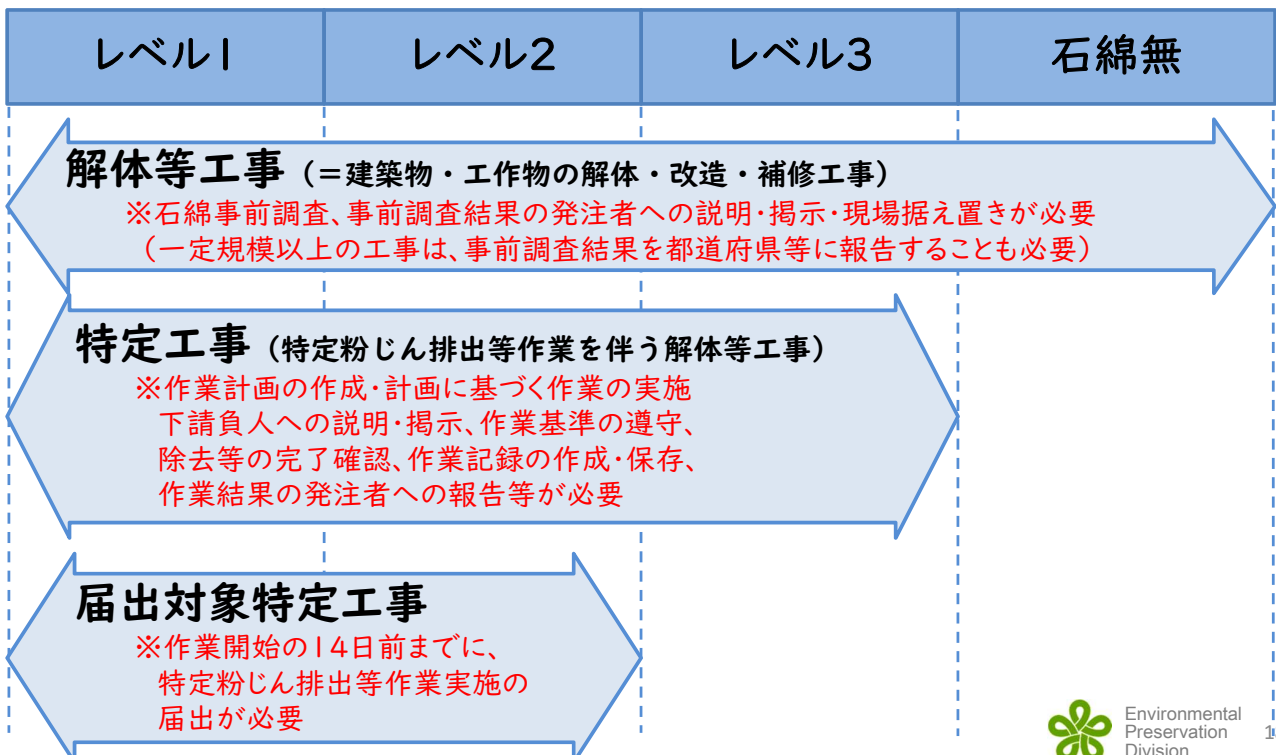 レベル1 レベル2 レベル3 石綿無
解体等工事（＝建築物・工作物の解体・改造・補修工事）
※石綿事前調査、事前調査結果の発注者への説明・掲示・現場据え置きが必要
（一定規模以上の工事は、事前調査結果を都道府県等に報告することも必要）
特定工事（特定粉じん排出等作業を伴う解体等工事）
※作業計画の作成・計画に基づく作業の実施
下請負人への説明・掲示、作業基準の遵守、
除去等の完了確認、作業記録の作成・保存、
作業結果の発注者への報告等が必要
届出対象特定工事
※作業開始の14日前までに、
特定粉じん排出等作業実施の
届出が必要
Environmental
Preservation
Division
1